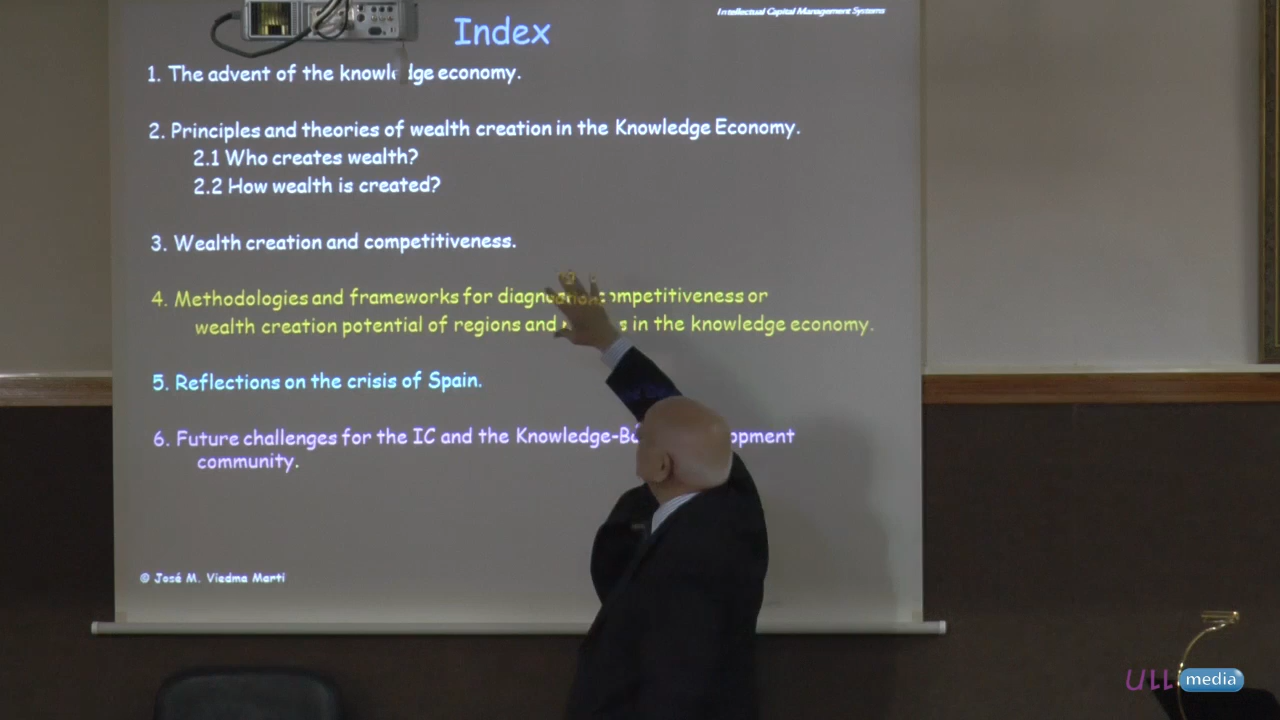 Intellectual Capital Management Systems
Index
1. The advent of the knowledge economy.
2. Principles and theories of wealth creation in the Knowledge Economy.
2.1 Who creates wealth?
2.2 How wealth is created?
3. Wealth creation and competitiveness.
4. Methodologies and frameworks for competitiveness or
wealth creation potential of regions and in the knowledge economy.
5. Reflections on the crisis of Spain.
6. Future challenges for the IC and the
community.
© José M. Viedma Marti
ULL media